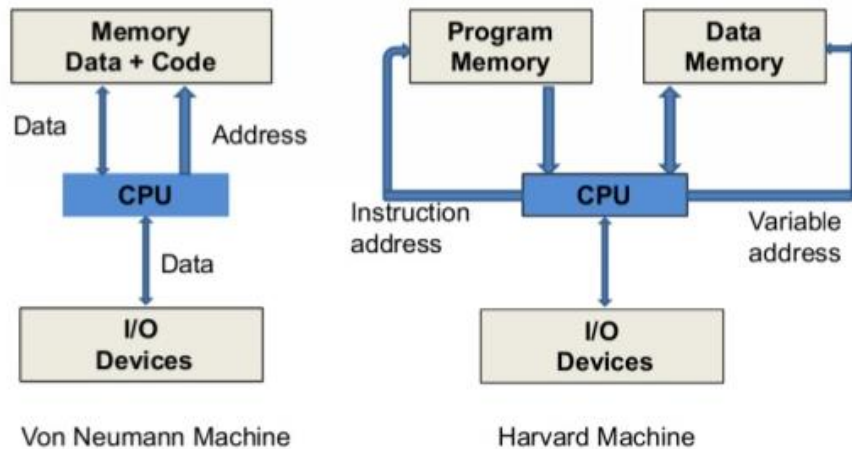 Memory
Data + Code
Data
Address
CPU
Data
I/O
Devices
Von Neumann Machine
Program
Memory
Data
Memory
CPU
Instruction
address
Variable
address
I/O
Devices
Harvard Machine